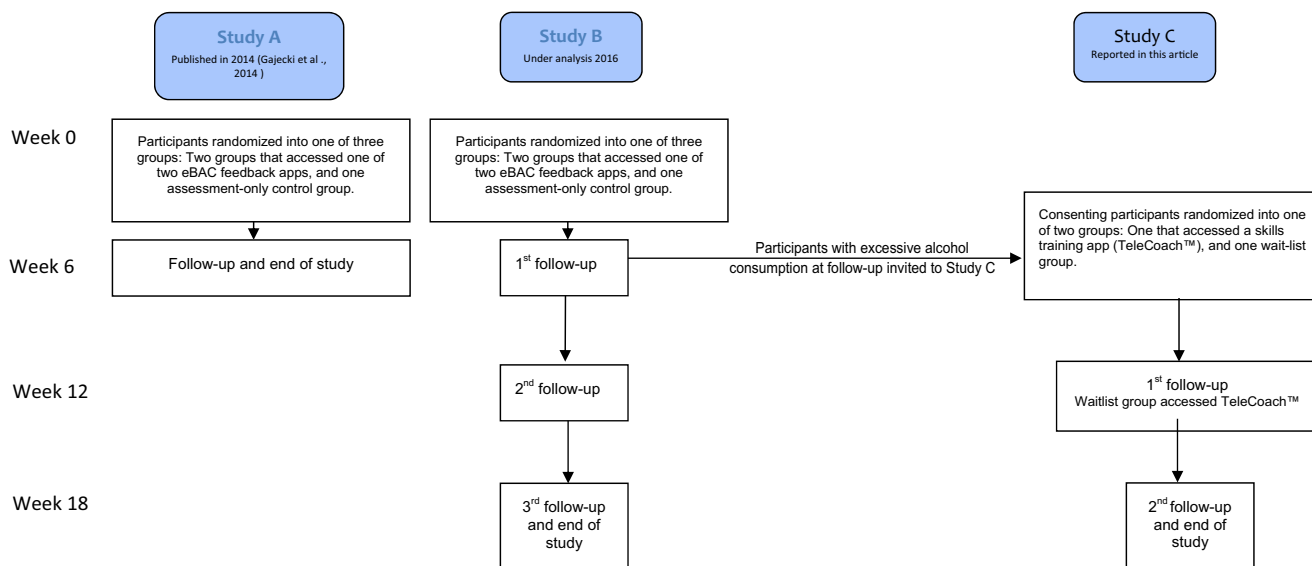 Study A
Published in 2014 (Gajecki et al .,
2014 )
Study B
Under analysis 2016
Study C
Reported in this article
Week 0
Participants randomized into one of three
groups: Two groups that accessed one of
two eBAC feedback apps, and one
assessment-only control group.
Participants randomized into one of three
groups: Two groups that accessed one of
two eBAC feedback apps, and one
assessment-only control group.
Week 6
Follow-up and end of study
1st follow-up
Participants with excessive alcohol
consumption at follow-up invited to Study C
Consenting participants randomized into one
of two groups: One that accessed a skills
training app (TeleCoach™), and one wait-list
group.
Week 12
2nd follow-up
1st follow-up
Waitlist group accessed TeleCoach™
Week 18
3rd follow-up
and end of
study
2nd follow-up
and end of
study